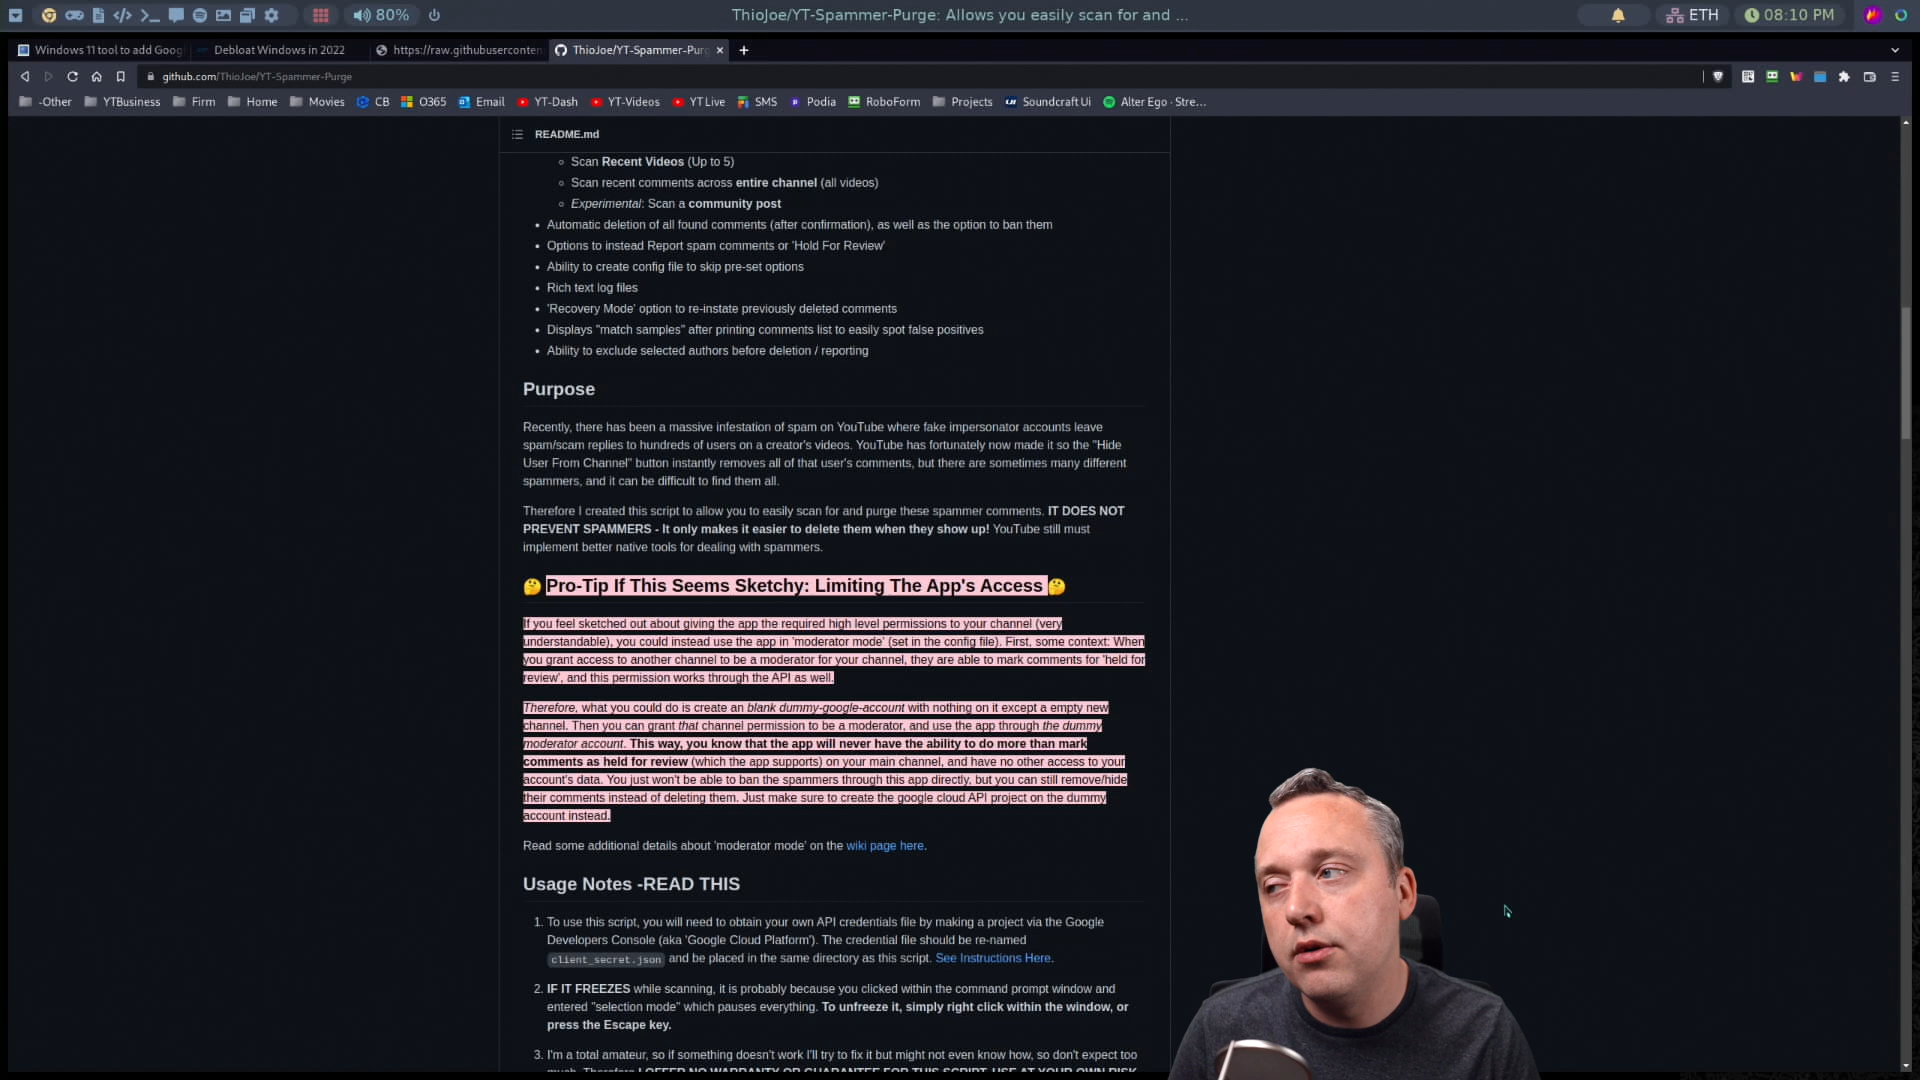 80%
ThioJoe/YT-Spammer-Purge: Allows you easily scan for and ...
ETH
08:10 PM
Windows 11 tool to add Goog
Debloat Windows in 2022
https://raw.githubuserconten
ThioJoe/YT-Spammer-Purg
github.com/ThioJoe/YT-Spammer-Purge
-Other
YTBusiness
Firm
Home
Movies
CB
O365
Email
YT-Dash
YT-Videos
YT Live
SMS
Podia
RoboForm
Projects
Soundcraft Ui
Alter Ego · Stre...
README.md
Scan Recent Videos (Up to 5)
Scan recent comments across entire channel (all videos)
Experimental: Scan a community post
Automatic deletion of all found comments (after confirmation), as well as the option to ban them
Options to instead Report spam comments or 'Hold For Review'
Ability to create config file to skip pre-set options
Rich text log files
'Recovery Mode' option to re-instate previously deleted comments
Displays "match samples" after printing comments list to easily spot false positives
Ability to exclude selected authors before deletion / reporting
Purpose
Recently, there has been a massive infestation of spam on YouTube where fake impersonator accounts leave
spam/scam replies to hundreds of users on a creator's videos. YouTube has fortunately now made it so the "Hide
User From Channel" button instantly removes all of that user's comments, but there are sometimes many different
spammers, and it can be difficult to find them all.
Therefore I created this script to allow you to easily scan for and purge these spammer comments. IT DOES NOT
PREVENT SPAMMERS - It only makes it easier to delete them when they show up! YouTube still must
implement better native tools for dealing with spammers.
🤔 Pro-Tip If This Seems Sketchy: Limiting The App's Access 🤔
If you feel sketched out about giving the app the required high level permissions to your channel (very
understandable), you could instead use the app in 'moderator mode' (set in the config file). First, some context: When
you grant access to another channel to be a moderator for your channel, they are able to mark comments for 'held for
review', and this permission works through the API as well.
Therefore, what you could do is create an blank dummy-google-account with nothing on it except a empty new
channel. Then you can grant that channel permission to be a moderator, and use the app through the dummy
moderator account. This way, you know that the app will never have the ability to do more than mark
comments as held for review (which the app supports) on your main channel, and have no other access to your
account's data. You just won't be able to ban the spammers through this app directly, but you can still remove/hide
their comments instead of deleting them. Just make sure to create the google cloud API project on the dummy
account instead.
Read some additional details about 'moderator mode' on the wiki page here.
Usage Notes -READ THIS
1. To use this script, you will need to obtain your own API credentials file by making a project via the Google
Developers Console (aka 'Google Cloud Platform'). The credential file should be re-named
client_secret.json and be placed in the same directory as this script. See Instructions Here.
2. IF IT FREEZES while scanning, it is probably because you clicked within the command prompt window and
entered "selection mode" which pauses everything. To unfreeze it, simply right click within the window, or
press the Escape key.
3. I'm a total amateur, so if something doesn't work I'll try to fix it but might not even know how, so don't expect too
much. Therefore I OFFER NO WARRANTY OR GUARANTEE FOR THIS SCRIPT. USE AT YOUR OWN RISK.